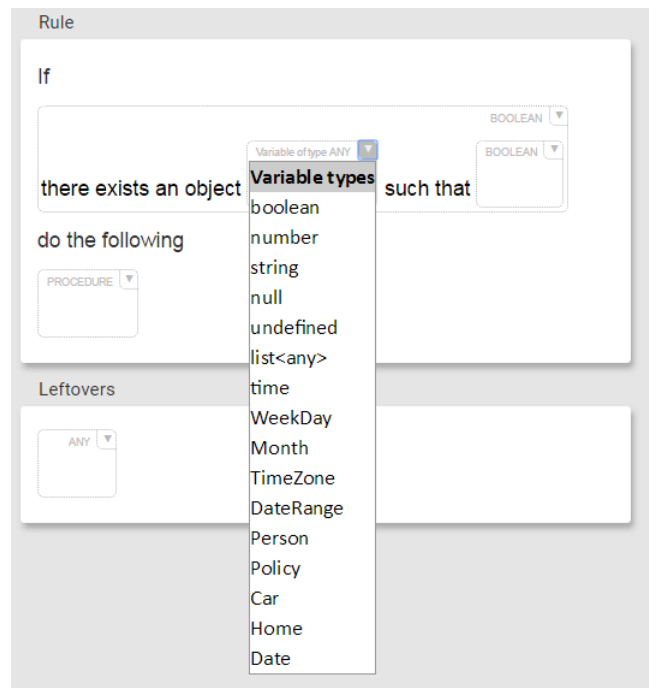 Rule
If
BOOLEAN
Variable of type ANY
BOOLEAN
there exists an object
such that
Variable types
boolean
number
string
null
undefined
list<any>
time
WeekDay
Month
TimeZone
DateRange
Person
Policy
Car
Home
Date
do the following
PROCEDURE
Leftovers
ANY